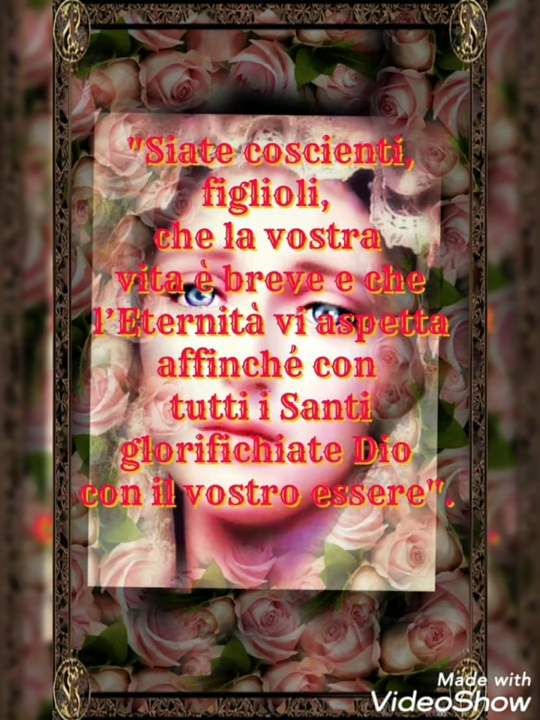 "Siate coscienti,
figlioli,
che la vostra
vita è breve e che
l'Eternità vi aspetta
affinché con
tutti i Santi
glorifichiate Dio
con il vostro essere".
Made with
VideoShow